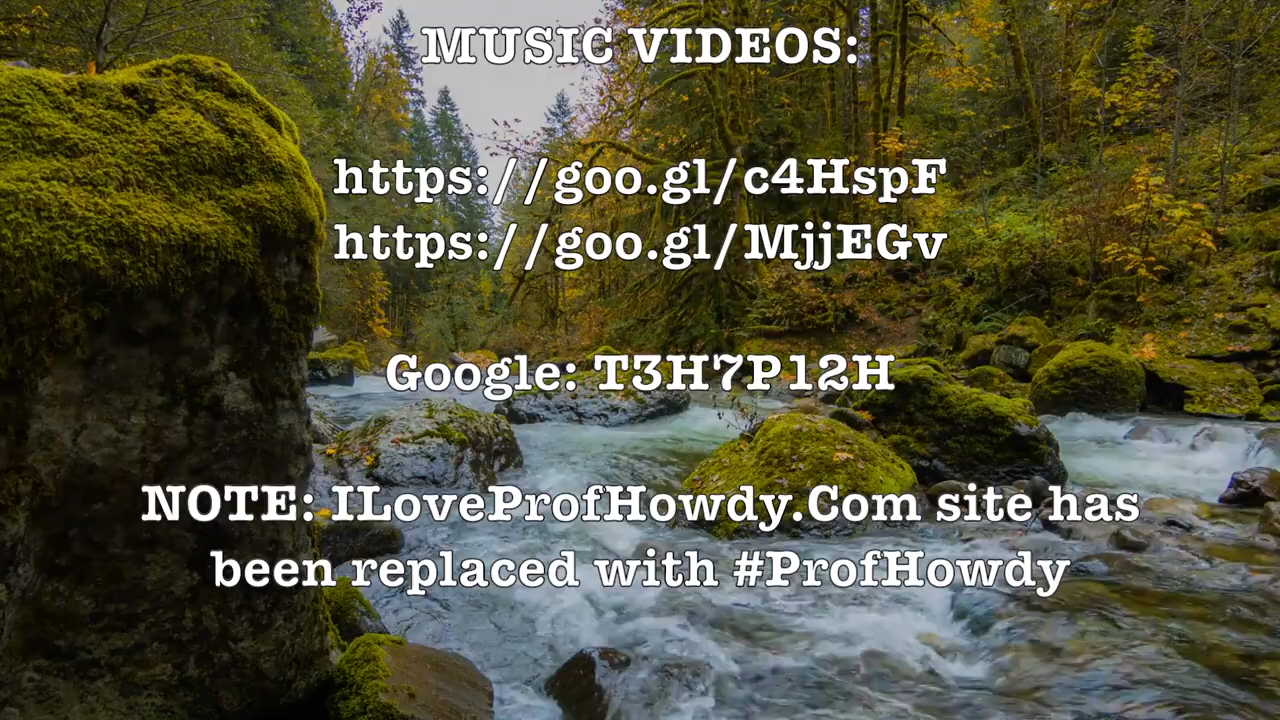 MUSIC VIDEOS:
https://goo.gl/c4HspF
https://goo.gl/MjjEGv
Google: T3H7P12H
NOTE: ILoveProfHowdy.Com site has
been replaced with #ProfHowdy